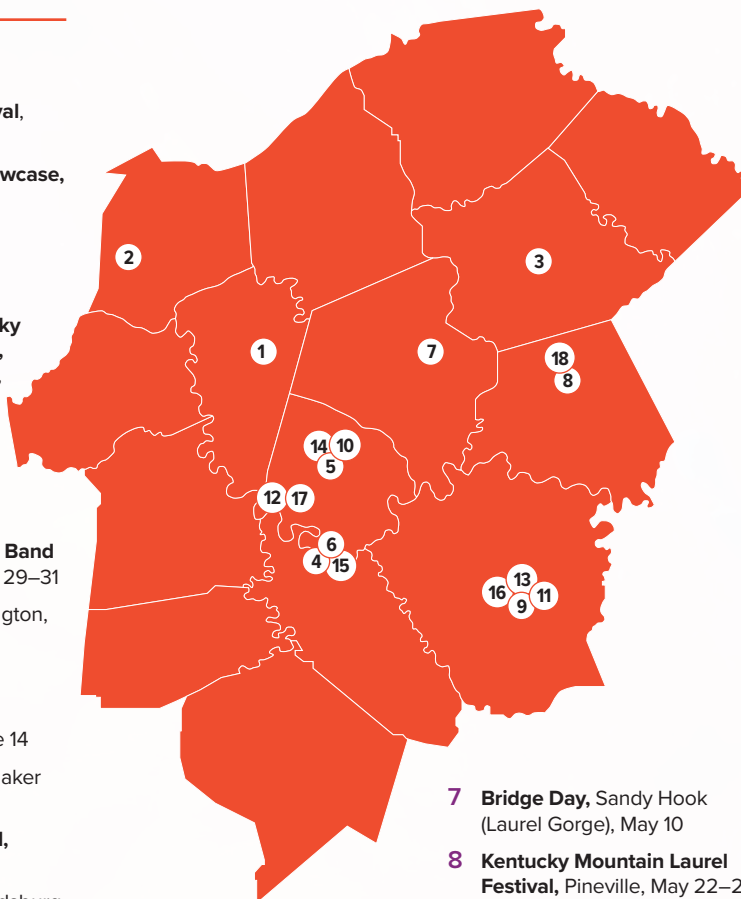 val,
wcase,
ky
Band
29–31
gton,
e 14
aker
2
3
1
7
18
8
14
10
5
12
17
6
4
15
13
16
11
9
7 Bridge Day, Sandy Hook
(Laurel Gorge), May 10
8 Kentucky Mountain Laurel
Festival, Pineville, May 22–2